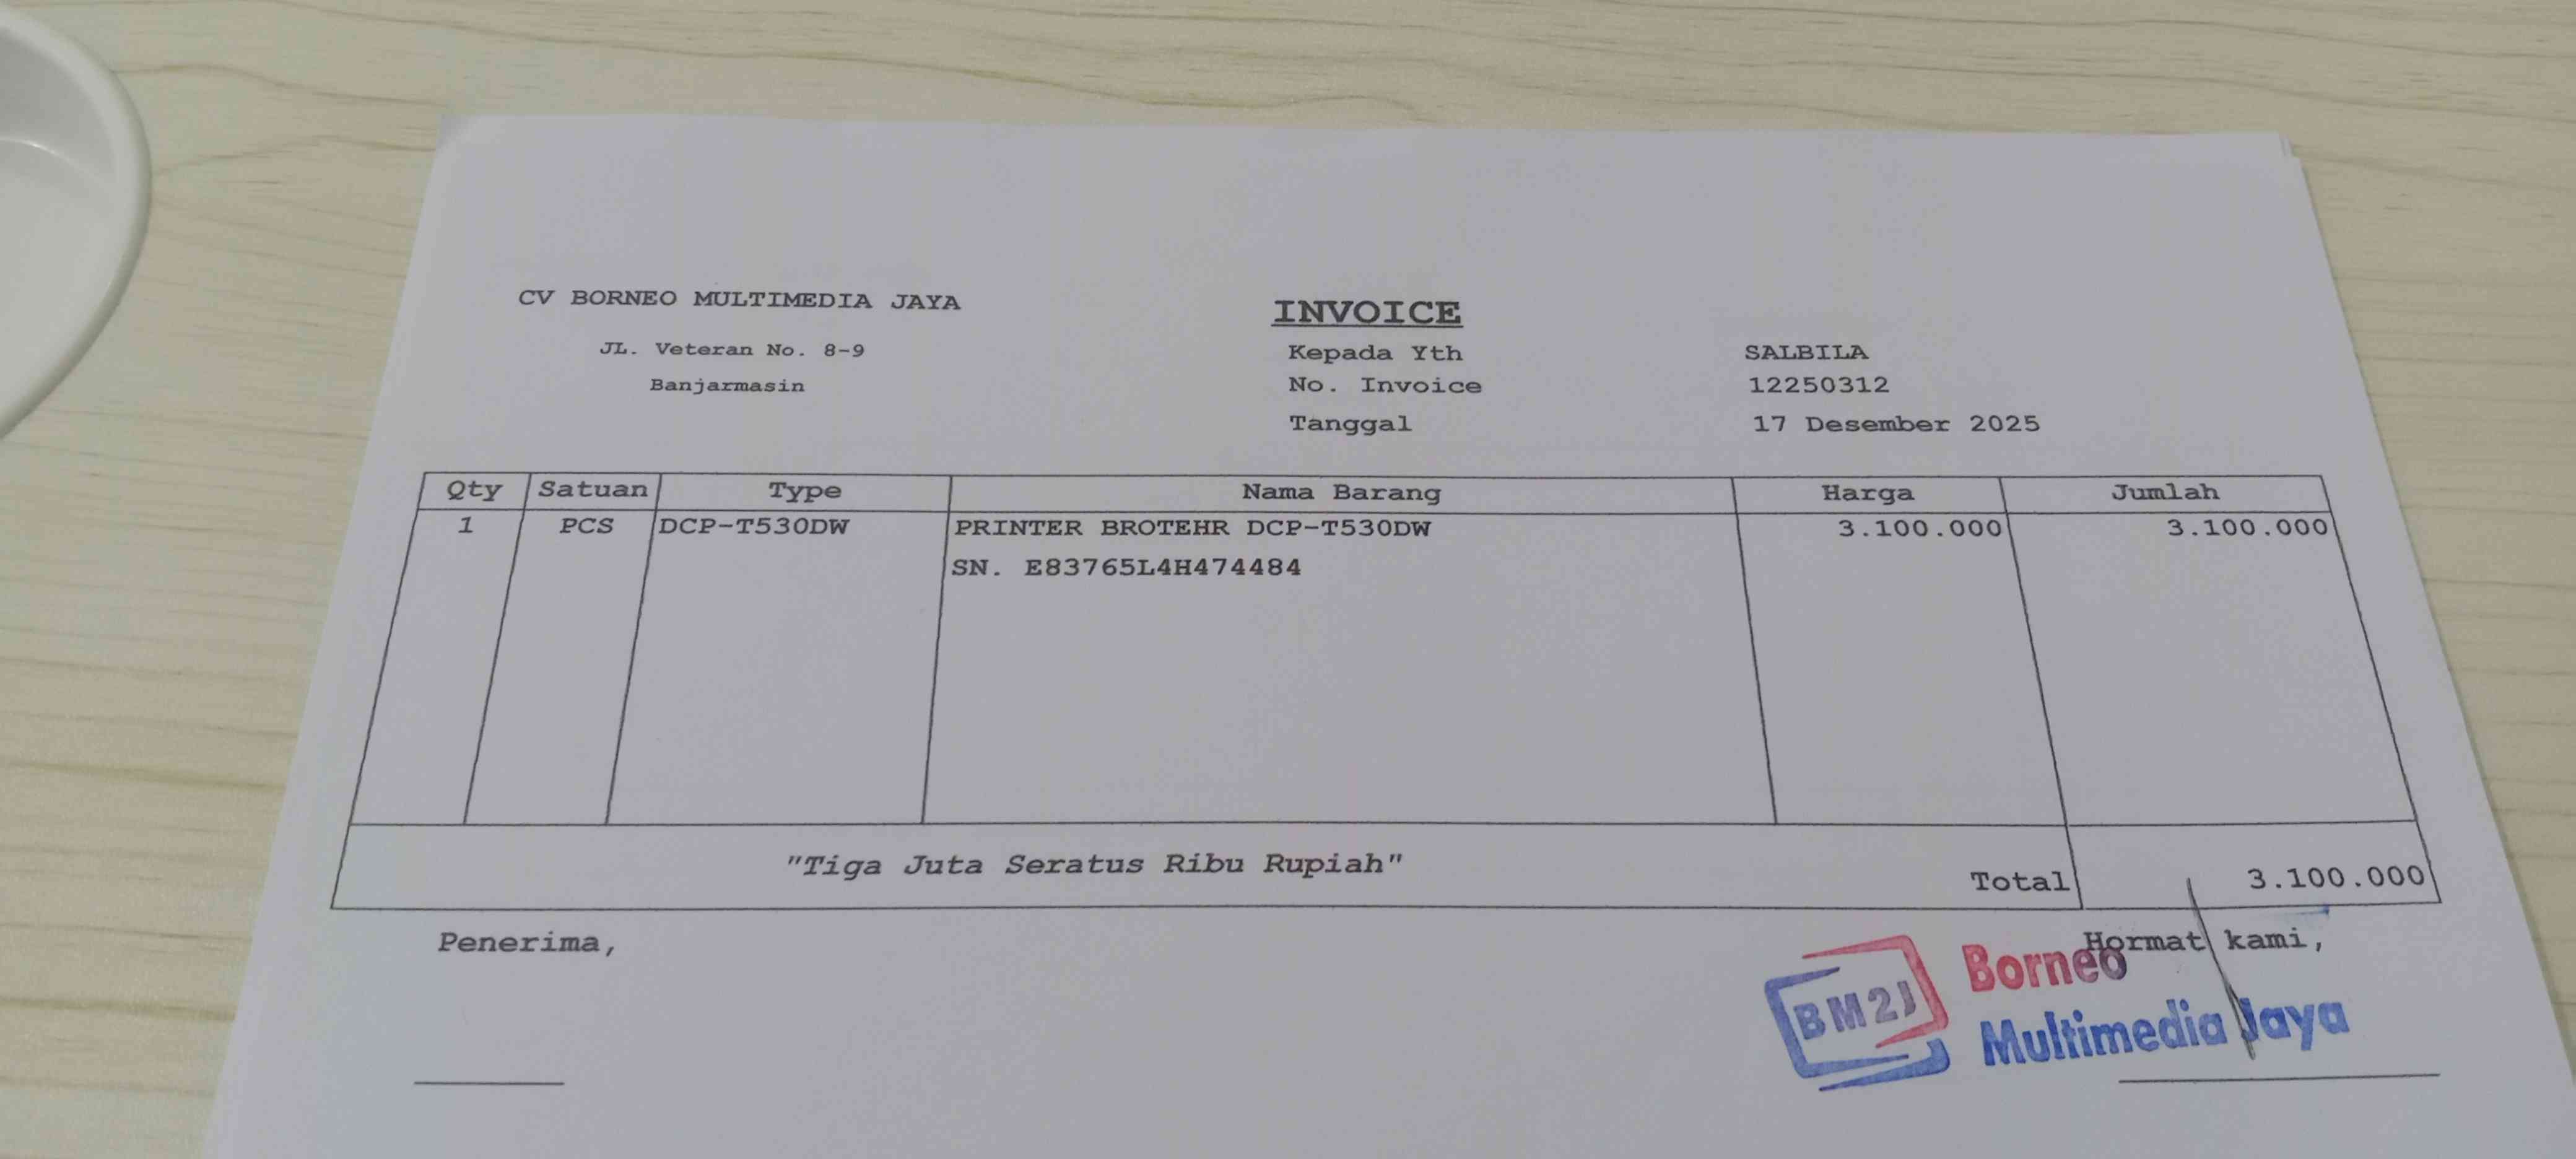 CV BORNEO MULTIMEDIA JAYA
JL. Veteran No. 8-9
Banjarmasin
INVOICE
Kepada Yth SALBILA
No. Invoice 12250312
Tanggal 17 Desember 2025
Qty Satuan Type Nama Barang Harga Jumlah
1 PCS DCP-T530DW PRINTER BROTEHR DCP-T530DW 3.100.000 3.100.000
SN. E83765L4H474484
"Tiga Juta Seratus Ribu Rupiah"
Total 3.100.000
Penerima,
Hormat kami,
BM2J
Borneo
Multimedia Jaya